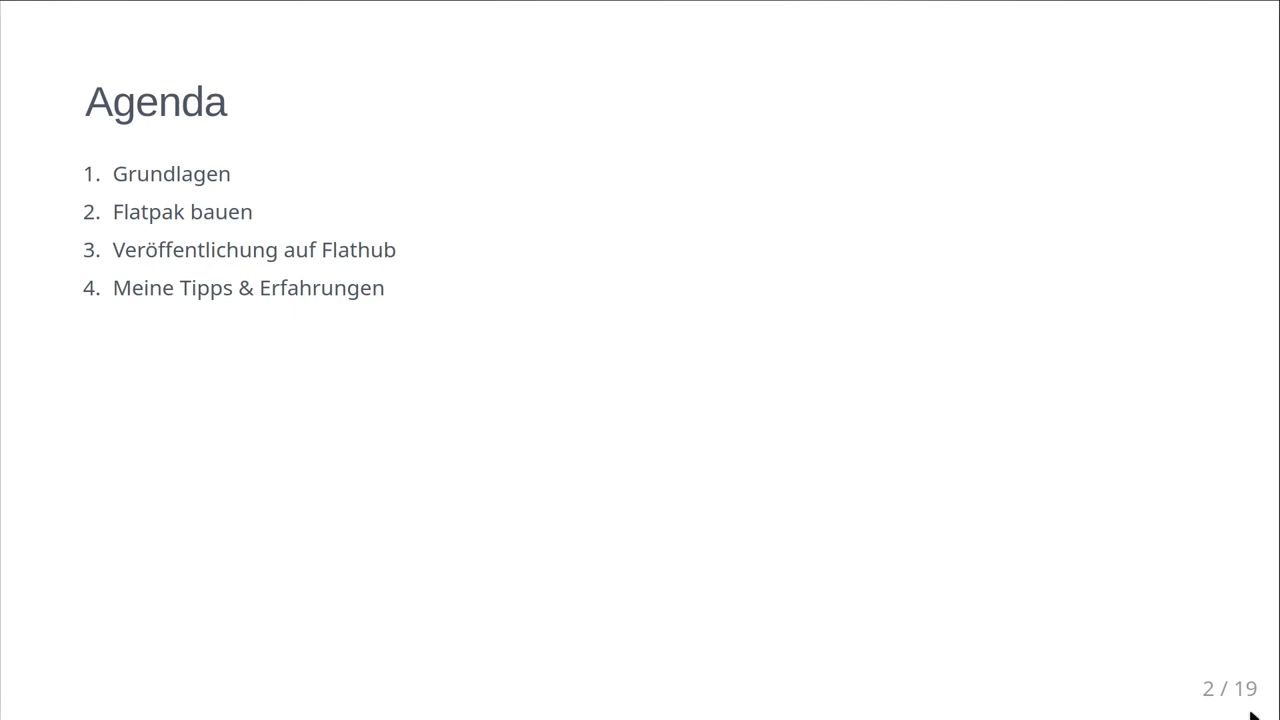 Agenda
1. Grundlagen
2. Flatpak bauen
3. Veröffentlichung auf Flathub
4. Meine Tipps & Erfahrungen
2 / 19